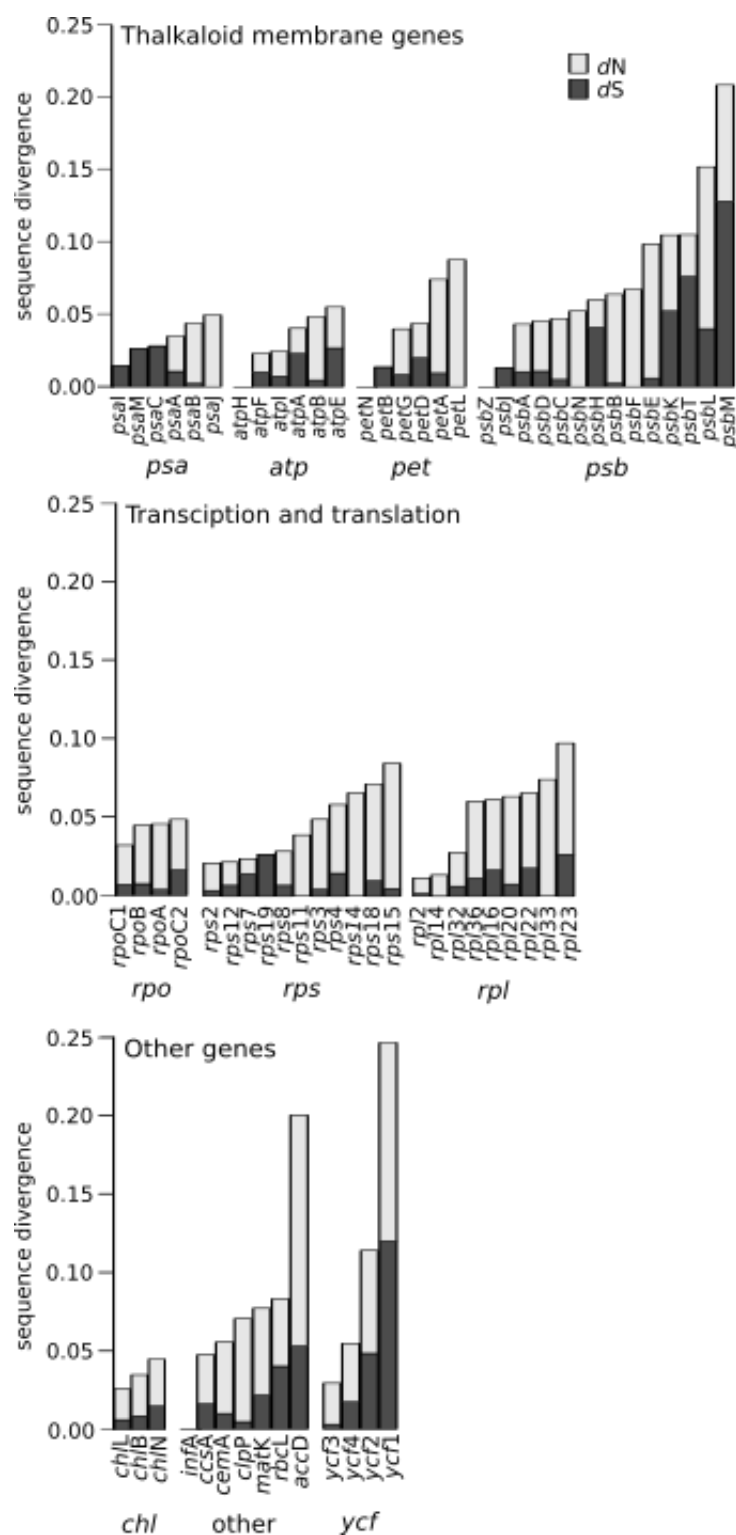 Thalkaloid membrane genes
dN
dS
sequence divergence
0.25
0.20
0.15
0.10
0.05
0.00
psaI psaM psaC psaA psaB psaJ atpH atpF atpI atpA atpB atpE petN petB petG petD petA petL psbZ psbJ psbA psbD psbC psbN psbH psbB psbF psbE psbK psbT psbL psbM
psa atp pet psb
Transciption and translation
sequence divergence
0.25
0.20
0.15
0.10
0.05
0.00
rpoC1 rpoB rpoA rpoC2 rps2 rps12 rps7 rps19 rps8 rps11 rps3 rps4 rps14 rps18 rps15 rpl2 rpl14 rpl32 rpl36 rpl16 rpl20 rpl22 rpl33 rpl23
rpo rps rpl
Other genes
sequence divergence
0.25
0.20
0.15
0.10
0.05
0.00
chlL chlB chlN infA ccsA cemA clpP matK rbcL accD ycf3 ycf4 ycf2 ycf1
chl other ycf